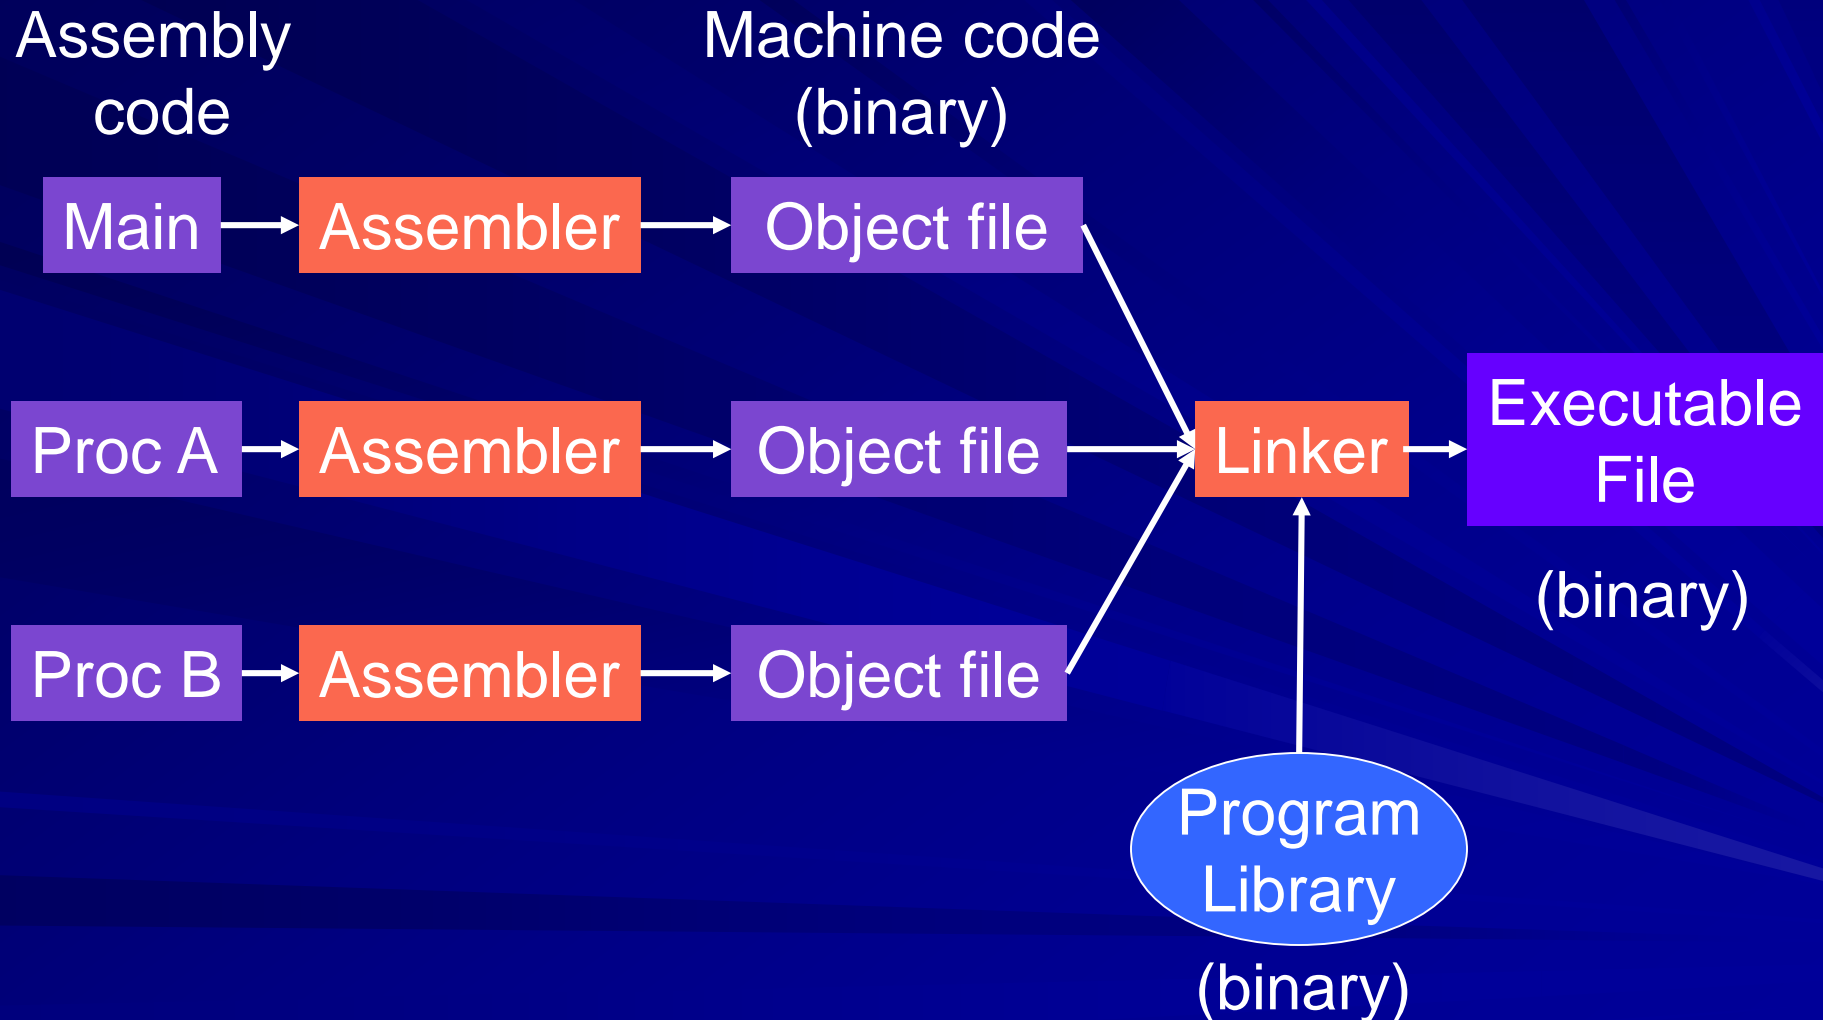 Assembly
code
Machine code
(binary)
Main
Assembler
Object file
Proc A
Assembler
Object file
Linker
Executable
File
(binary)
Proc B
Assembler
Object file
Program
Library
(binary)